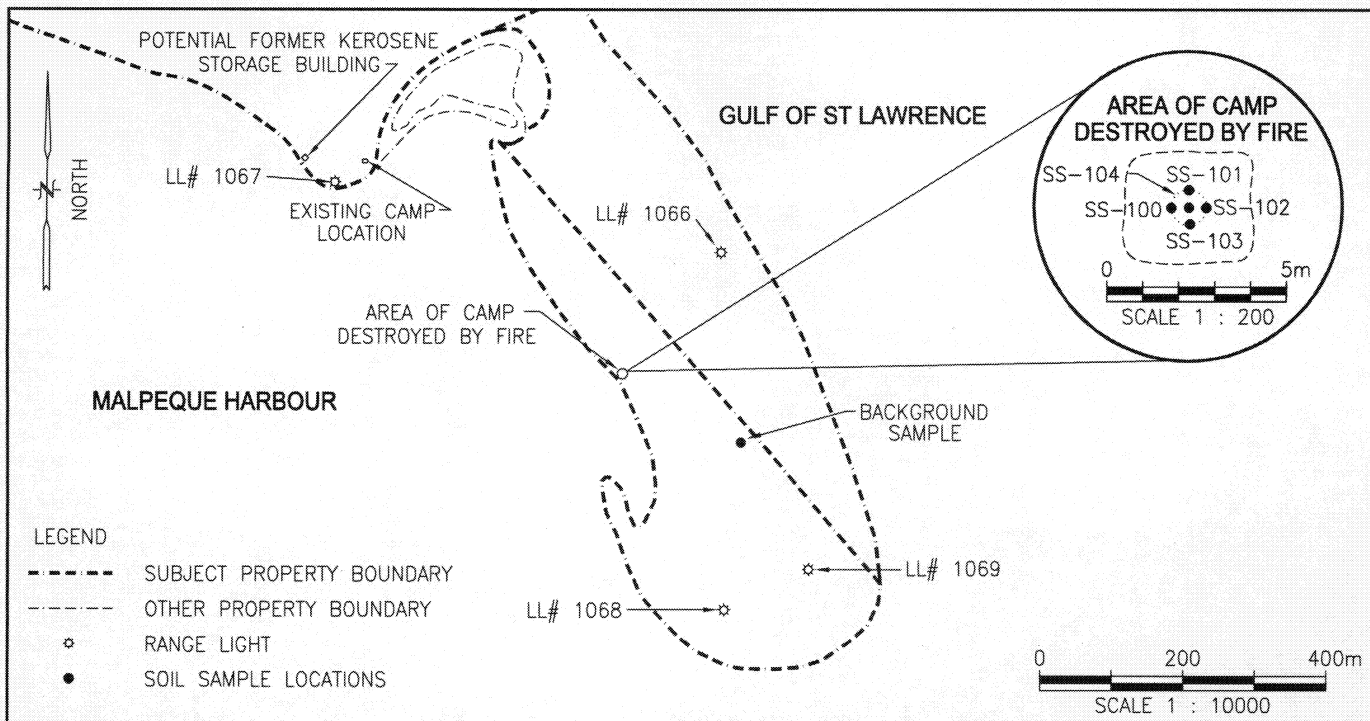 POTENTIAL FORMER KEROSENE
STORAGE BUILDING
GULF OF ST LAWRENCE
AREA OF CAMP
DESTROYED BY FIRE
SS-104
SS-101
SS-100
SS-102
SS-103
0 5m
SCALE 1 : 200
N
NORTH
LL# 1067
EXISTING CAMP
LOCATION
LL# 1066
AREA OF CAMP
DESTROYED BY FIRE
MALPEQUE HARBOUR
BACKGROUND
SAMPLE
LL# 1069
LL# 1068
LEGEND
SUBJECT PROPERTY BOUNDARY
OTHER PROPERTY BOUNDARY
RANGE LIGHT
SOIL SAMPLE LOCATIONS
0 200 400m
SCALE 1 : 10000